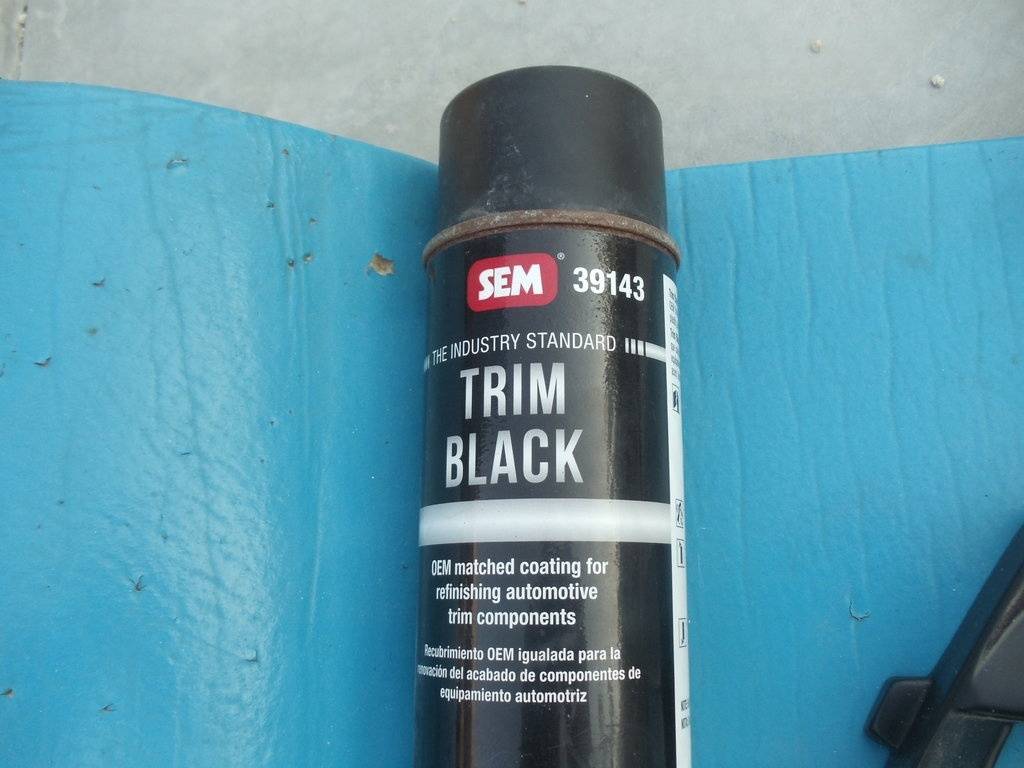 SEM® 39143
THE INDUSTRY STANDARD
TRIM
BLACK
OEM matched coating for
refinishing automotive
trim components
Recubrimiento OEM igualada para la
renovación del acabado de componentes de
equipamiento automotriz